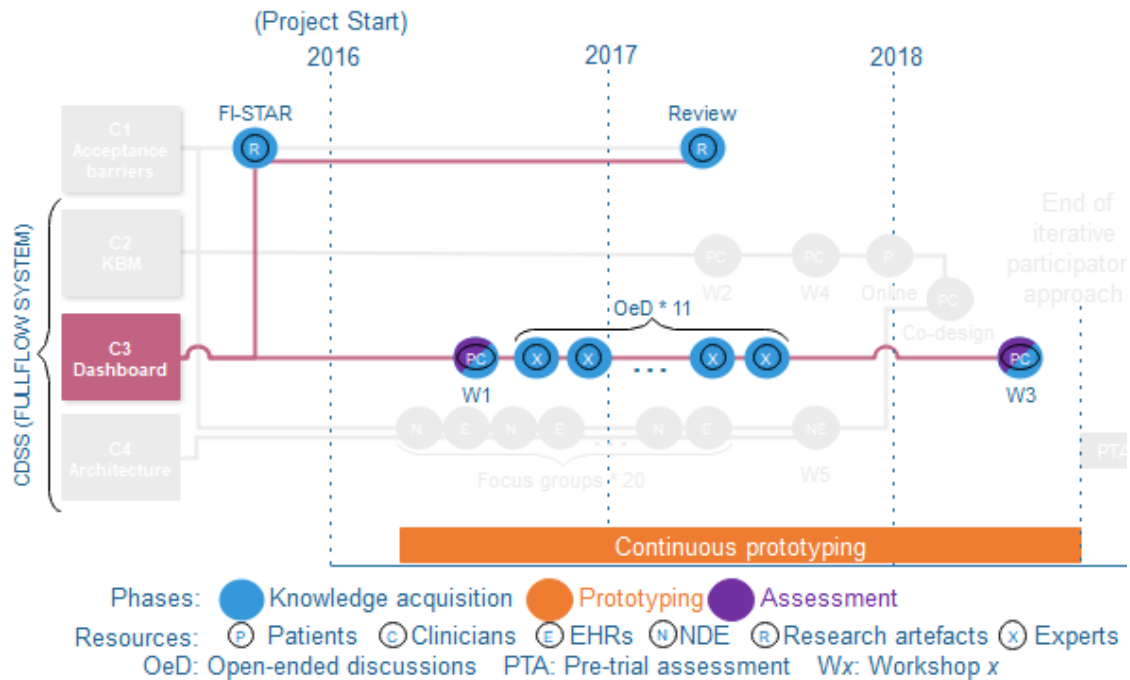 (Project Start)
2016
2017
2018
FI-STAR
Review
C1
Acceptance
barriers
R
R
CDSS (FULLFLOW SYSTEM)
C2
KBM
PC
PC
P
PC
W2
W4
Online
Co-design
End of
iterative
participator
approach
OeD * 11
C3
Dashboard
PC
X
X
...
X
X
PC
W1
W3
C4
Architecture
N
E
N
E
...
N
E
NE
Focus groups * 20
W5
PTA
Continuous prototyping
Phases: Knowledge acquisition Prototyping Assessment
Resources: P Patients C Clinicians E EHRs N NDE R Research artefacts X Experts
OeD: Open-ended discussions PTA: Pre-trial assessment Wx: Workshop x